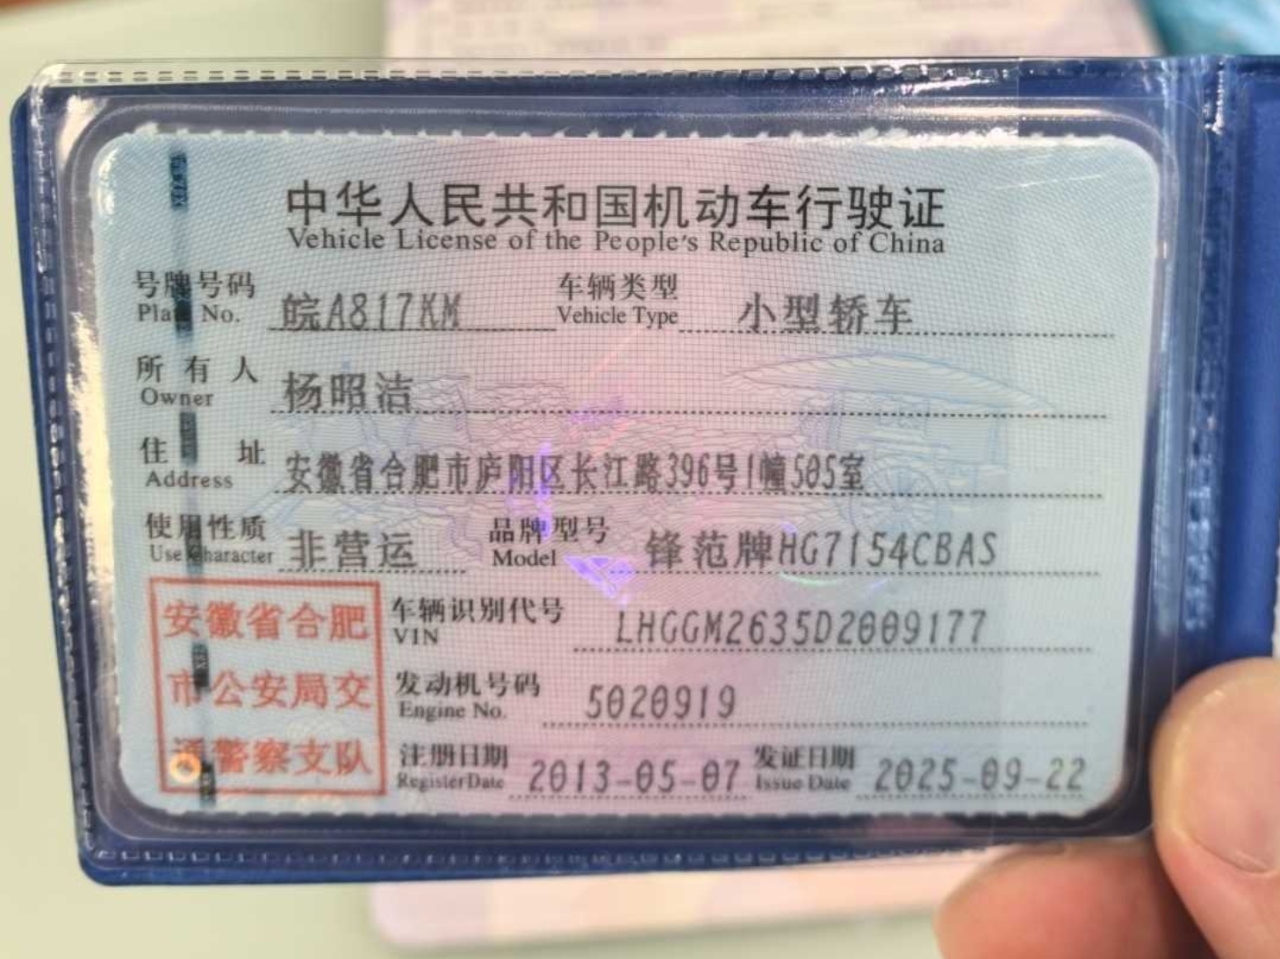 中华人民共和国机动车行驶证
Vehicle License of the People's Republic of China
号牌号码 皖A817KM 车辆类型 小型轿车
Plate No. Vehicle Type
所有人 杨照洁
Owner
住址 安徽省合肥市庐阳区长江路396号1幢505室
Address
使用性质 非营运 品牌型号 锋范牌HG7154CBAS
Use Character Model
安徽省合肥
市公安局交
通警察支队
车辆识别代号 LHGGM2635D2009177
VIN
发动机号码 5020919
Engine No.
注册日期 2013-05-07 发证日期 2025-09-22
Register Date Issue Date